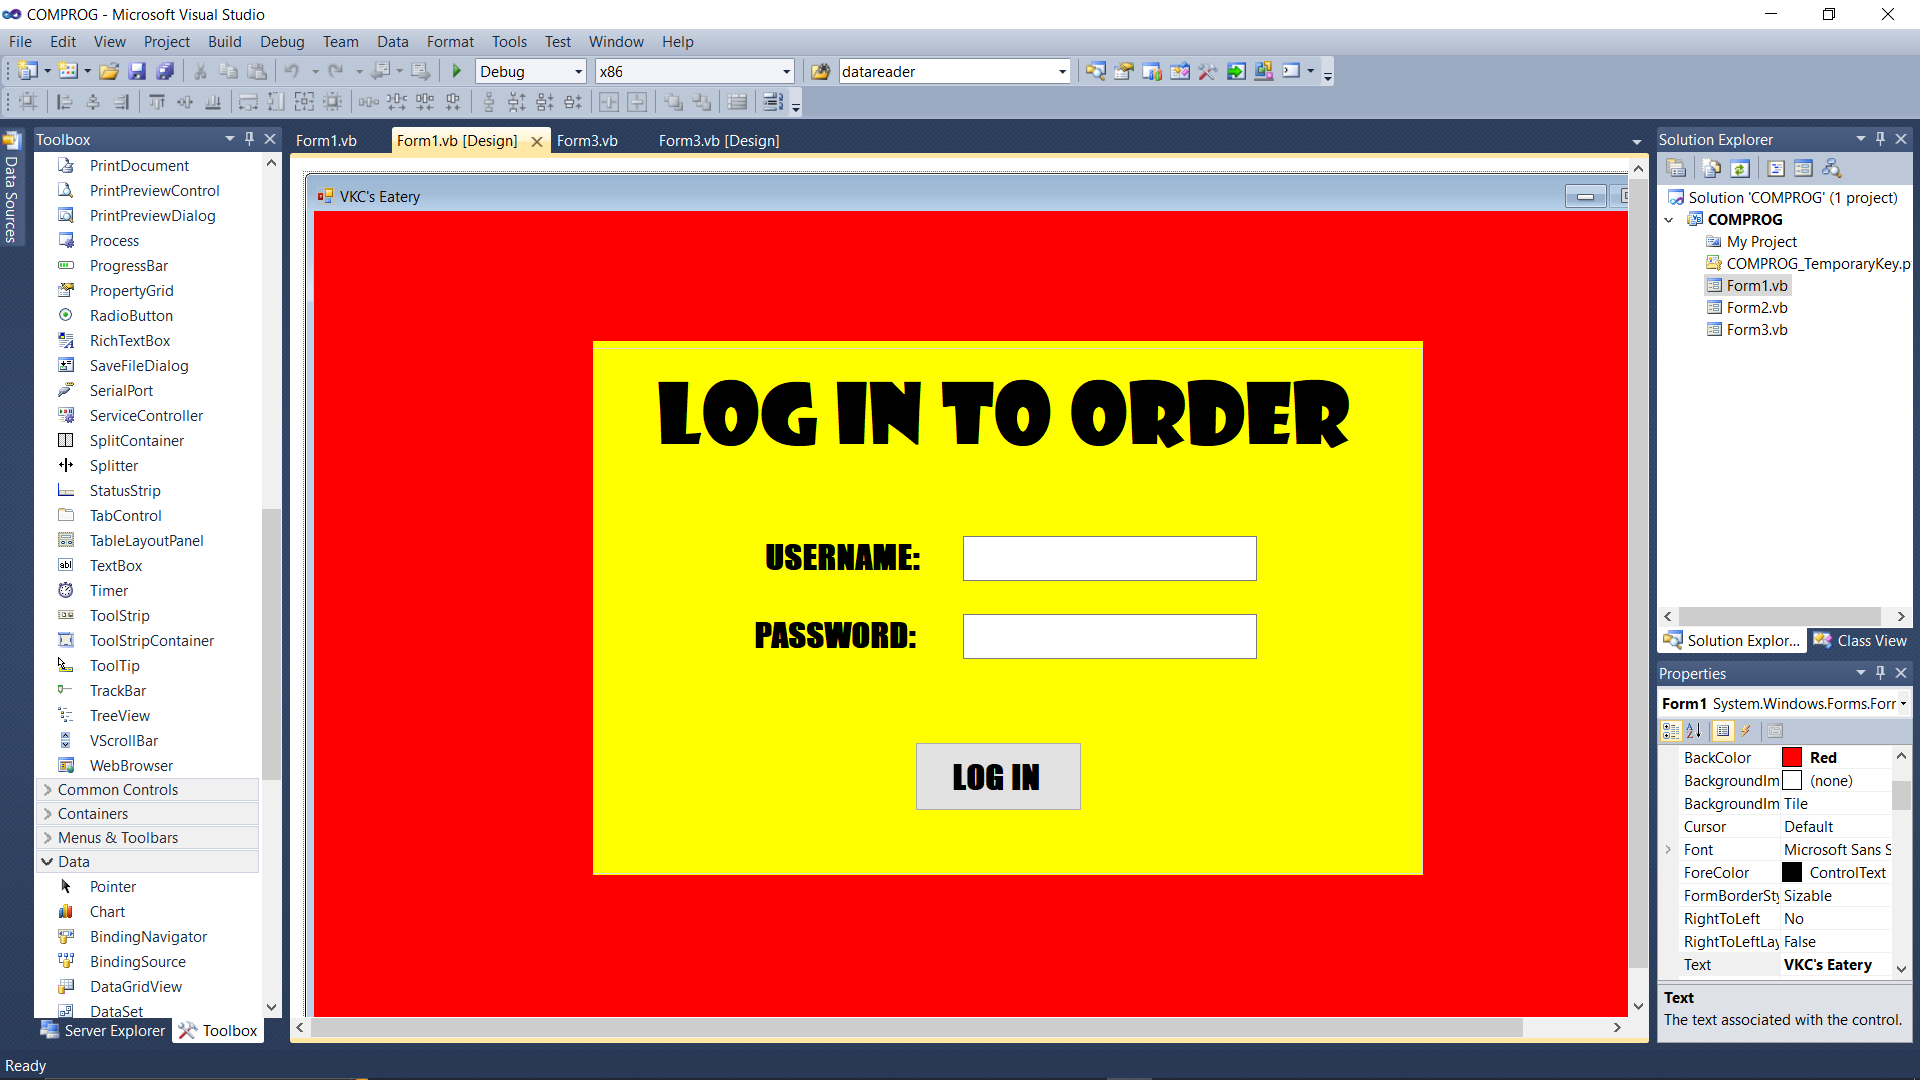 COMPROG - Microsoft Visual Studio
File Edit View Project Build Debug Team Data Format Tools Test Window Help
Debug x86 datareader
Data Sources
Toolbox
PrintDocument
PrintPreviewControl
PrintPreviewDialog
Process
ProgressBar
PropertyGrid
RadioButton
RichTextBox
SaveFileDialog
SerialPort
ServiceController
SplitContainer
Splitter
StatusStrip
TabControl
TableLayoutPanel
TextBox
Timer
ToolStrip
ToolStripContainer
ToolTip
TrackBar
TreeView
VScrollBar
WebBrowser
Common Controls
Containers
Menus & Toolbars
Data
Pointer
Chart
BindingNavigator
BindingSource
DataGridView
DataSet
Server Explorer Toolbox
Form1.vb Form1.vb [Design] Form3.vb Form3.vb [Design]
VKC's Eatery
LOG IN TO ORDER
USERNAME:
PASSWORD:
LOG IN
Solution Explorer
Solution 'COMPROG' (1 project)
COMPROG
My Project
COMPROG_TemporaryKey.p
Form1.vb
Form2.vb
Form3.vb
Solution Explor... Class View
Properties
Form1 System.Windows.Forms.Forr
BackColor Red
BackgroundIm (none)
BackgroundIm Tile
Cursor Default
Font Microsoft Sans S
ForeColor ControlText
FormBorderSty Sizable
RightToLeft No
RightToLeftLay False
Text VKC's Eatery
Text
The text associated with the control.
Ready